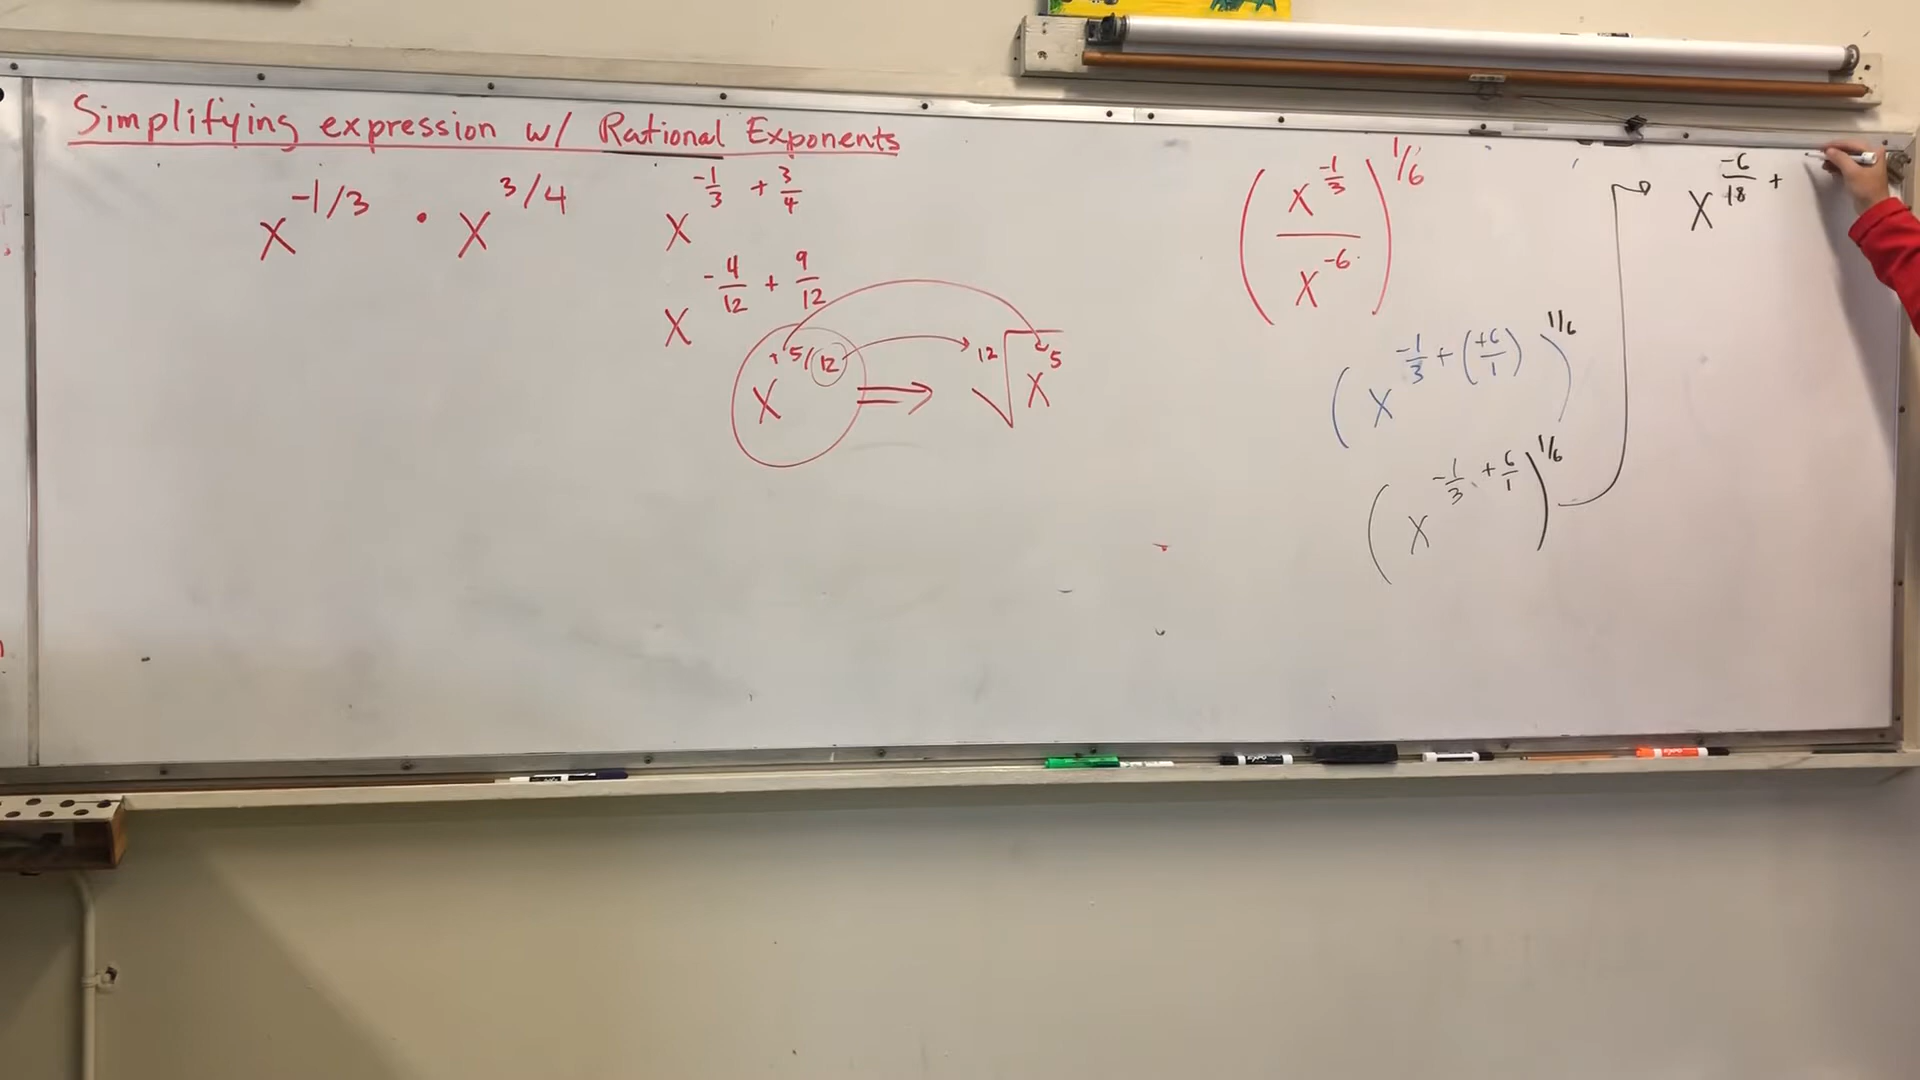 Simplifying expression w/ Rational Exponents
x^{-1/3} · x^{3/4}
x^{-1/3 + 3/4}
x^{-4/12 + 9/12}
x^{+5/12} ⇒ \sqrt[12]{x^5}
(x^{-1/3} / x^{-6})^{1/6}
(x^{-1/3 + (+6/1)})^{1/6}
(x^{-1/3 + 6/1})^{1/6}
x^{-6/18 +